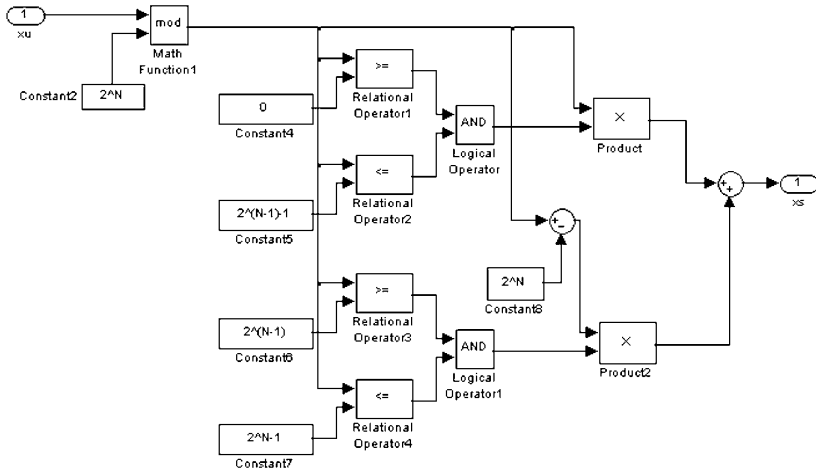 1
xu
mod
Math
Function1
Constant2
2^N
0
Constant4
>=
Relational
Operator1
AND
Logical
Operator
×
Product
<=
Relational
Operator2
2^(N-1)-1
Constant5
+
+
1
xs
+
-
2^N
Constant8
>=
Relational
Operator3
2^(N-1)
Constant6
AND
Logical
Operator1
×
Product2
<=
Relational
Operator4
2^N-1
Constant7